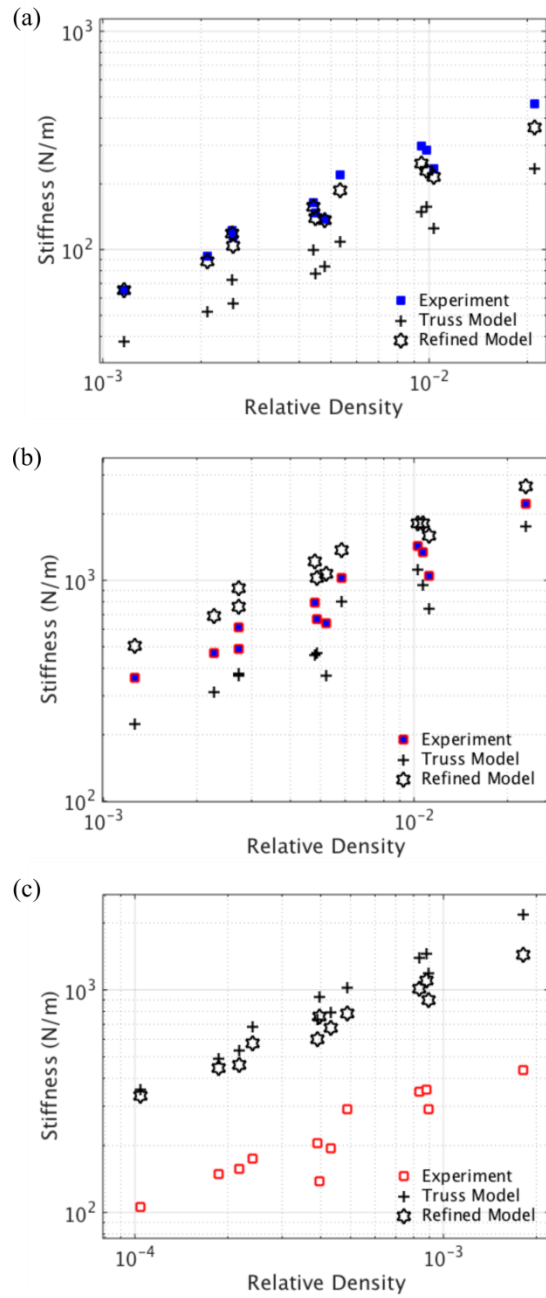 (a)
10^3
Stiffness (N/m)
10^2
Experiment
Truss Model
Refined Model
10^-3
10^-2
Relative Density
(b)
Stiffness (N/m)
10^3
Experiment
Truss Model
Refined Model
10^2
10^-3
10^-2
Relative Density
(c)
Stiffness (N/m)
10^3
Experiment
Truss Model
Refined Model
10^2
10^-4
10^-3
Relative Density